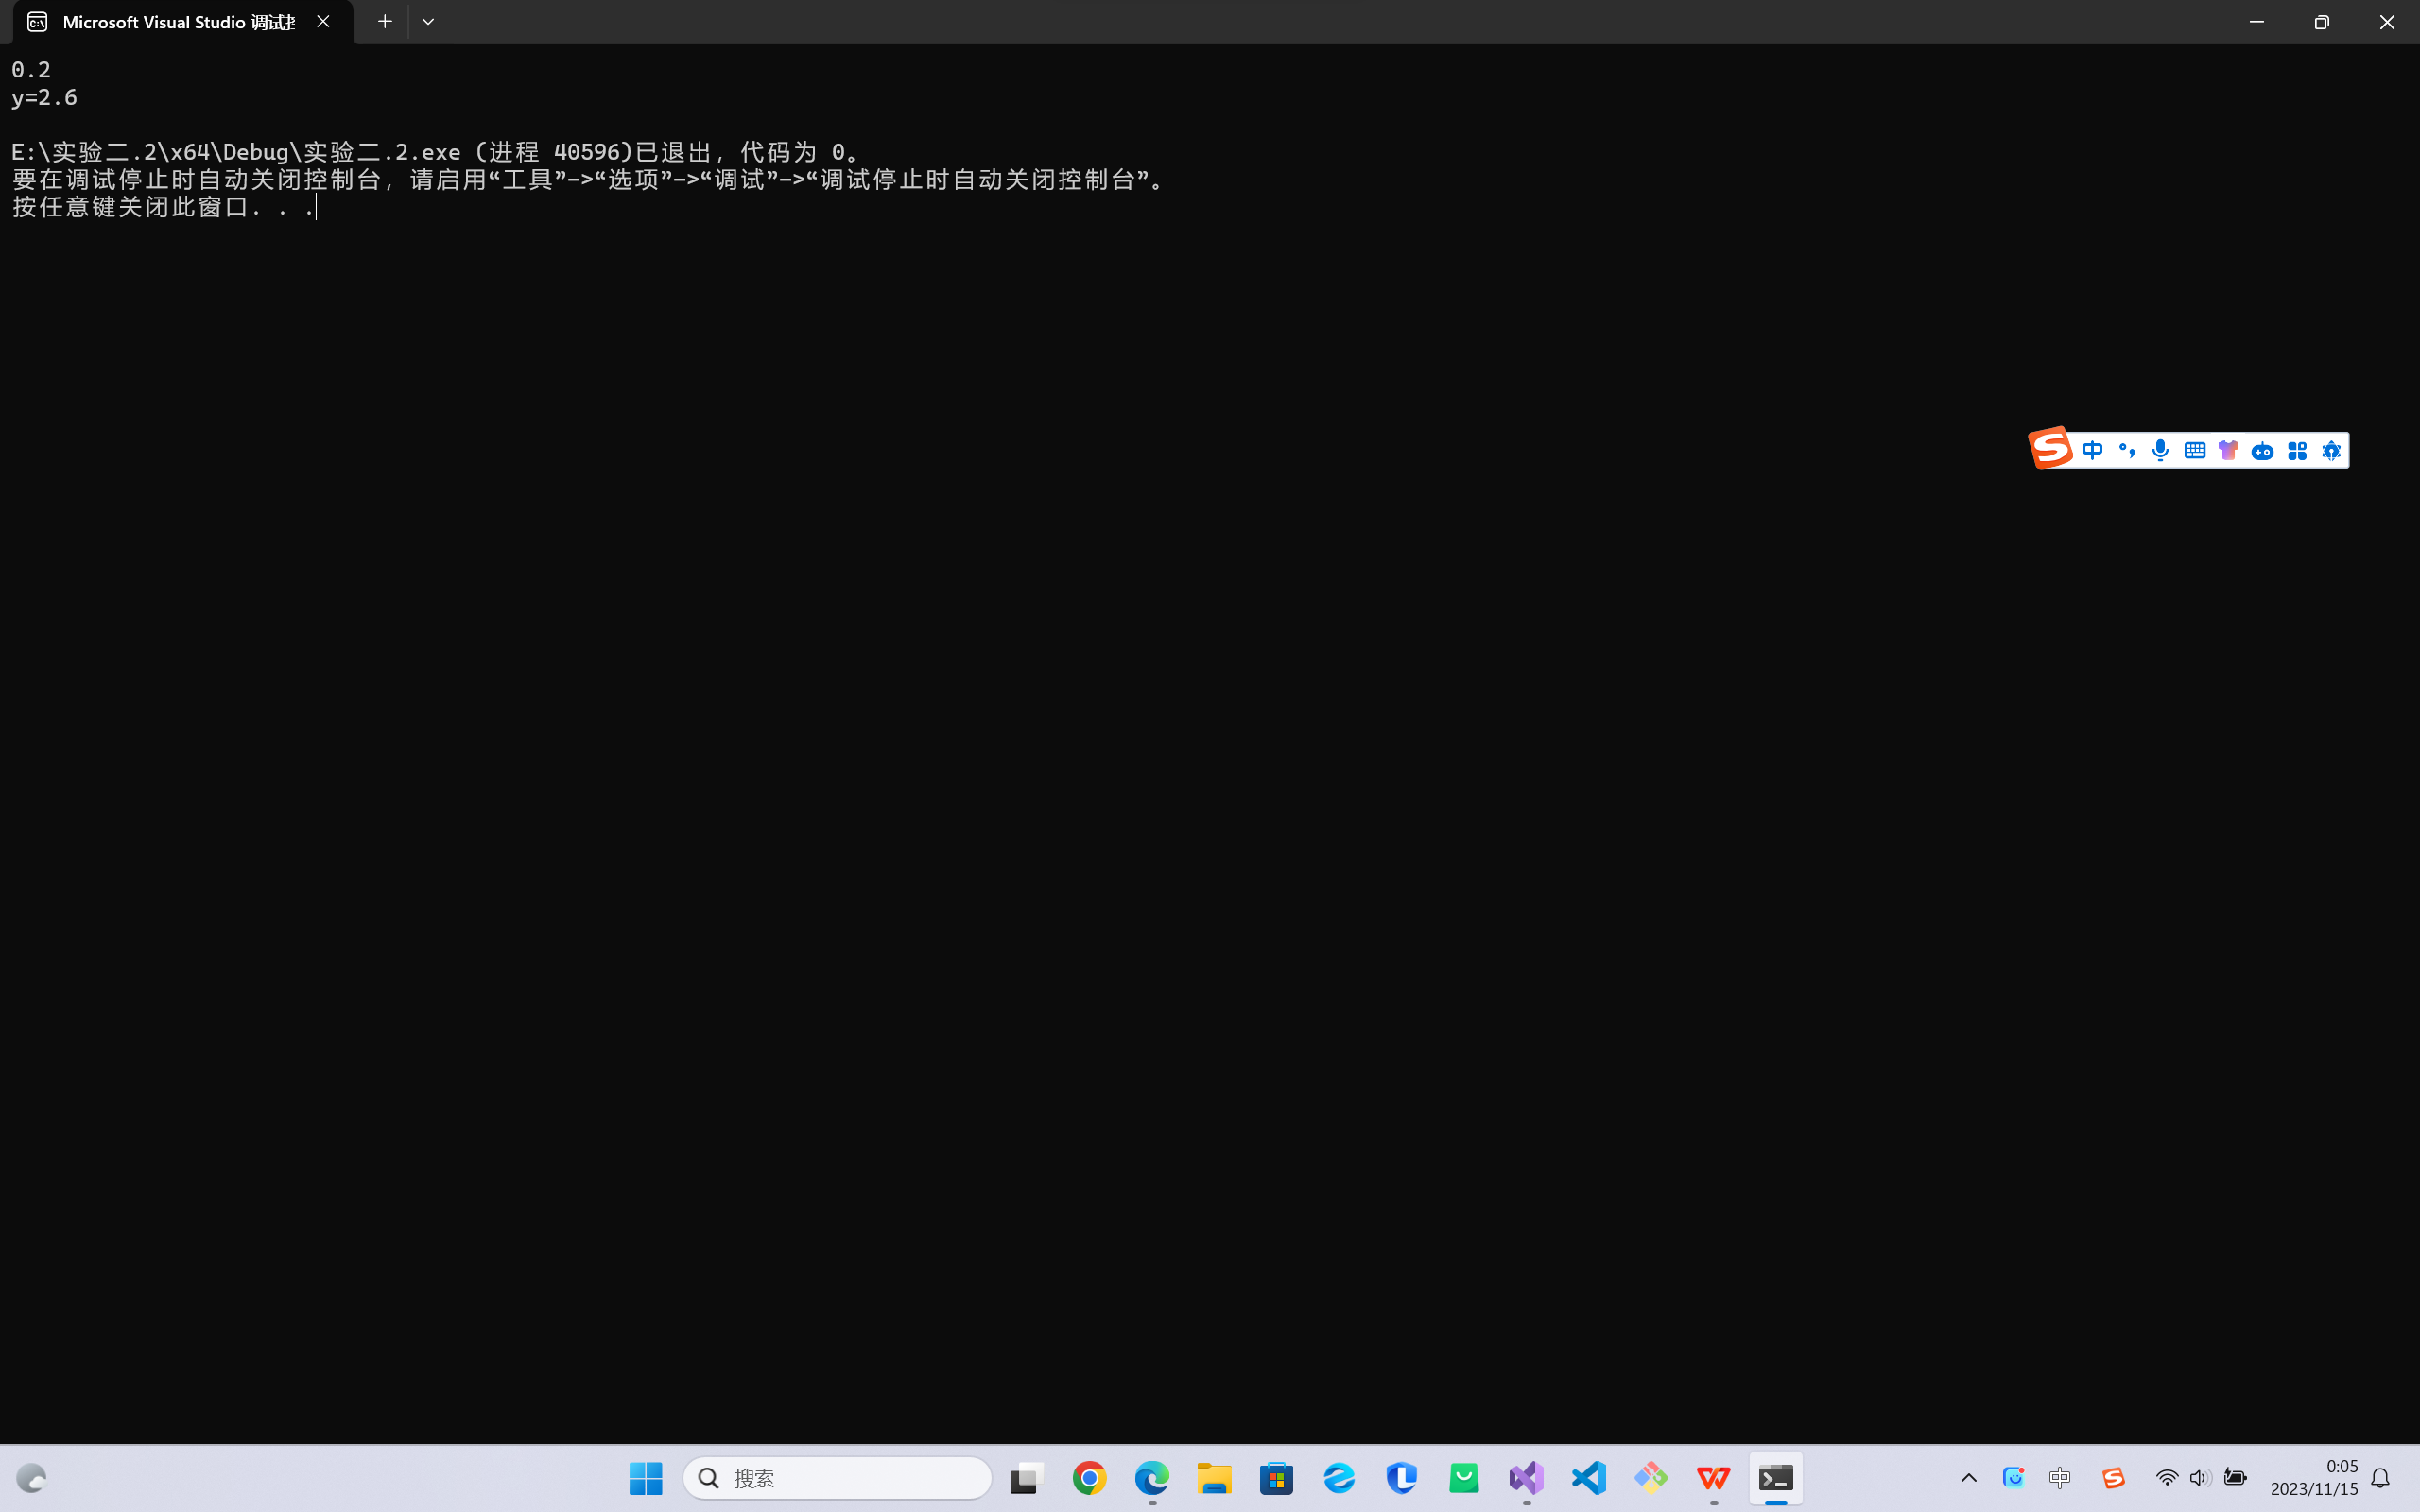 Microsoft Visual Studio 调试
0.2
y=2.6
E:\实验二.2\x64\Debug\实验二.2.exe (进程 40596)已退出，代码为 0。
要在调试停止时自动关闭控制台，请启用“工具”->“选项”->“调试”->“调试停止时自动关闭控制台”。
按任意键关闭此窗口. . .
中
搜索
中
0:05
2023/11/15